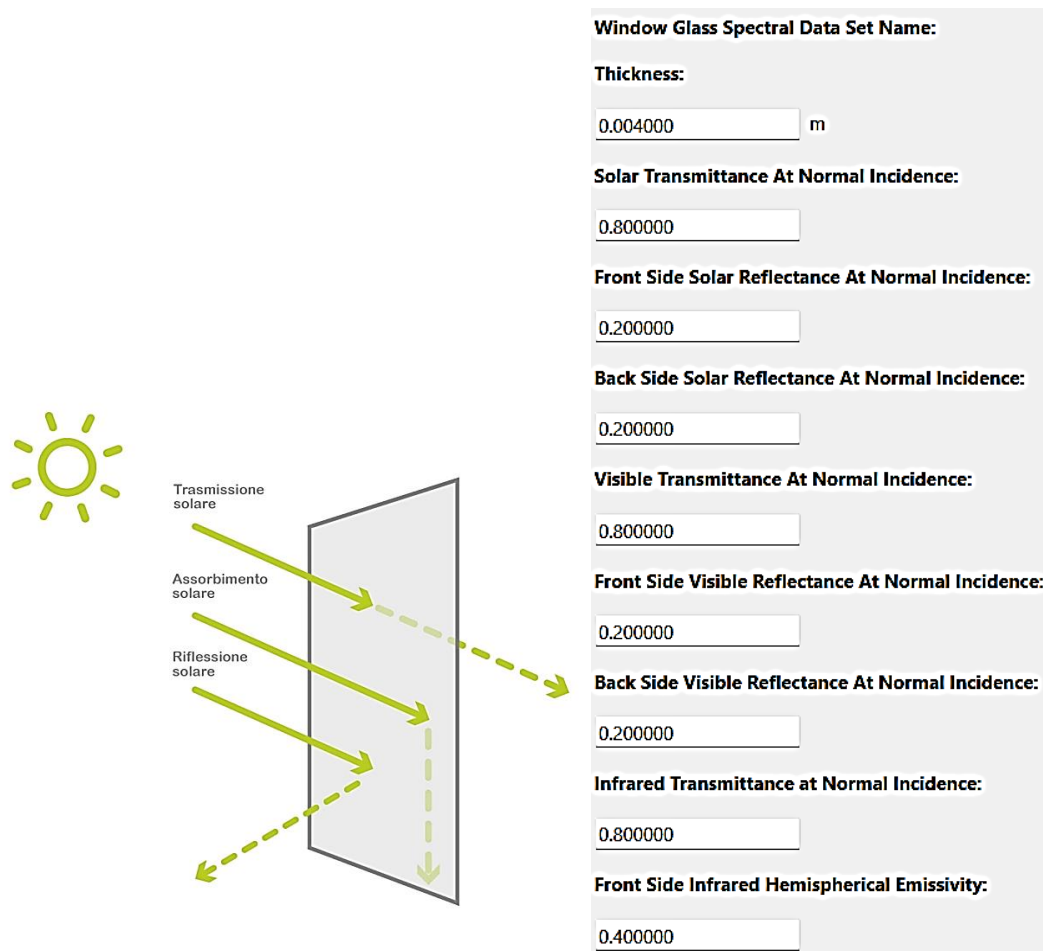 Window Glass Spectral Data Set Name:
Thickness:
0.004000 m
Solar Transmittance At Normal Incidence:
0.800000
Front Side Solar Reflectance At Normal Incidence:
0.200000
Back Side Solar Reflectance At Normal Incidence:
0.200000
Visible Transmittance At Normal Incidence:
0.800000
Front Side Visible Reflectance At Normal Incidence:
0.200000
Back Side Visible Reflectance At Normal Incidence:
0.200000
Infrared Transmittance at Normal Incidence:
0.800000
Front Side Infrared Hemispherical Emissivity:
0.400000
Trasmissione
solare
Assorbimento
solare
Riflessione
solare